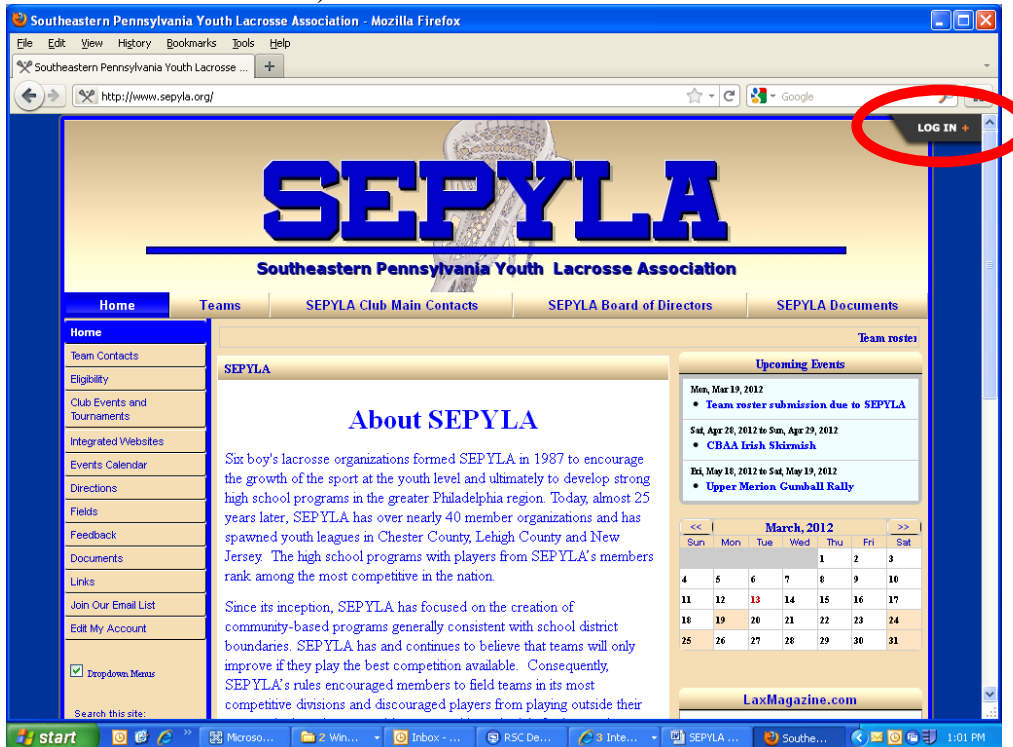 Southeastern Pennsylvania Youth Lacrosse Association - Mozilla Firefox
File Edit View History Bookmarks Tools Help
Southeastern Pennsylvania Youth Lacrosse ... +
http://www.sepyla.org/ Google
LOG IN +
SEPYLA
Southeastern Pennsylvania Youth Lacrosse Association
Home Teams SEPYLA Club Main Contacts SEPYLA Board of Directors SEPYLA Documents
Home
Team Contacts
Eligibility
Club Events and
Tournaments
Integrated Websites
Events Calendar
Directions
Fields
Feedback
Documents
Links
Join Our Email List
Edit My Account
Dropdown Menus
Search this site:
Team roster
SEPYLA
About SEPYLA
Six boy's lacrosse organizations formed SEPYLA in 1987 to encourage
the growth of the sport at the youth level and ultimately to develop strong
high school programs in the greater Philadelphia region. Today, almost 25
years later, SEPYLA has over nearly 40 member organizations and has
spawned youth leagues in Chester County, Lehigh County and New
Jersey. The high school programs with players from SEPYLA's members
rank among the most competitive in the nation.
Since its inception, SEPYLA has focused on the creation of
community-based programs generally consistent with school district
boundaries. SEPYLA has and continues to believe that teams will only
improve if they play the best competition available. Consequently,
SEPYLA's rules encouraged members to field teams in its most
competitive divisions and discouraged players from playing outside their
Upcoming Events
Mon, Mar 19, 2012
• Team roster submission due to SEPYLA
Sat, Apr 28, 2012 to Sun, Apr 29, 2012
• CBAA Irish Skirmish
Fri, May 18, 2012 to Sat, May 19, 2012
• Upper Merion Gumball Rally
<< March, 2012 >>
Sun Mon Tue Wed Thu Fri Sat
1 2 3
4 5 6 7 8 9 10
11 12 13 14 15 16 17
18 19 20 21 22 23 24
25 26 27 28 29 30 31
LaxMagazine.com
start » Microso... 2 Win... Inbox - ... RSC De... 3 Inte... SEPYLA ... Southe... 1:01 PM